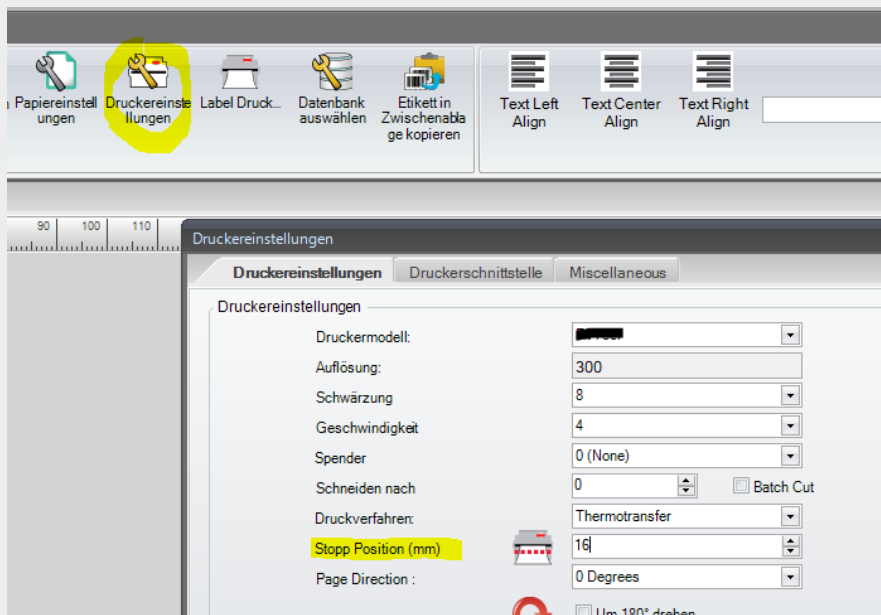 Papiereinstell
ungen
Druckereinste
llungen
Label Druck...
Datenbank
auswählen
Etikett in
Zwischenabla
ge kopieren
Text Left
Align
Text Center
Align
Text Right
Align
90 100 110
Druckereinstellungen
Druckereinstellungen Druckerschnittstelle Miscellaneous
Druckereinstellungen
Druckermodell:
Auflösung: 300
Schwärzung 8
Geschwindigkeit 4
Spender 0 (None)
Schneiden nach 0 Batch Cut
Druckverfahren: Thermotransfer
Stopp Position (mm) 16
Page Direction : 0 Degrees
Um 180° drehen